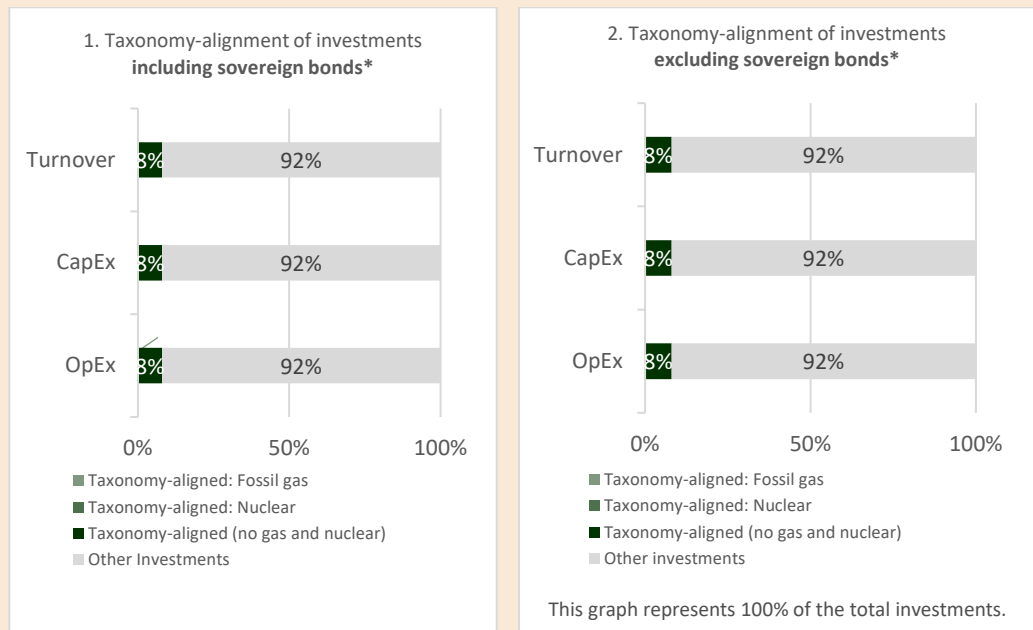 1. Taxonomy-alignment of investments
including sovereign bonds*
Turnover
8%
92%
CapEx
8%
92%
OpEx
8%
92%
0%
50%
100%
Taxonomy-aligned: Fossil gas
Taxonomy-aligned: Nuclear
Taxonomy-aligned (no gas and nuclear)
Other Investments
2. Taxonomy-alignment of investments
excluding sovereign bonds*
Turnover
8%
92%
CapEx
8%
92%
OpEx
8%
92%
0%
50%
100%
Taxonomy-aligned: Fossil gas
Taxonomy-aligned: Nuclear
Taxonomy-aligned (no gas and nuclear)
Other investments
This graph represents 100% of the total investments.